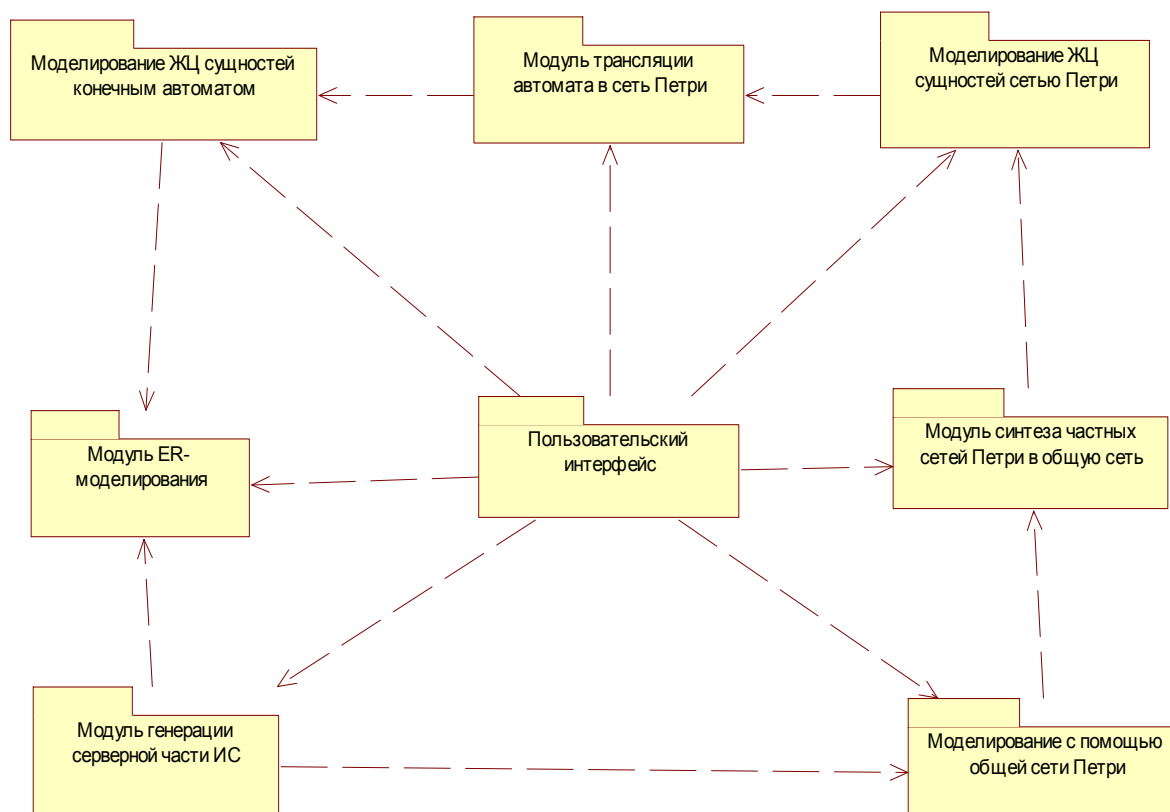 Моделирование ЖЦ сущностей
конечным автоматом
Модуль трансляции
автомата в сеть Петри
Моделирование ЖЦ
сущностей сетью Петри
Модуль ER-
моделирования
Пользовательский
интерфейс
Модуль синтеза частных
сетей Петри в общую сеть
Модуль генерации
серверной части ИС
Моделирование с помощью
общей сети Петри